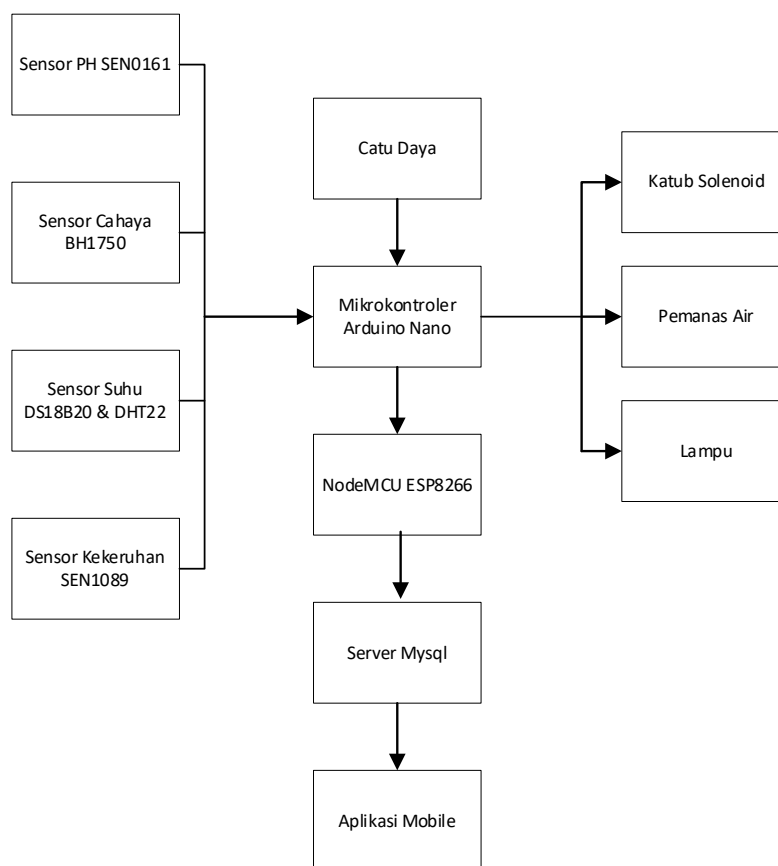 Sensor PH SEN0161
Sensor Cahaya
BH1750
Sensor Suhu
DS18B20 & DHT22
Sensor Kekeruhan
SEN1089
Catu Daya
Mikrokontroler
Arduino Nano
NodeMCU ESP8266
Server Mysql
Aplikasi Mobile
Katub Solenoid
Pemanas Air
Lampu